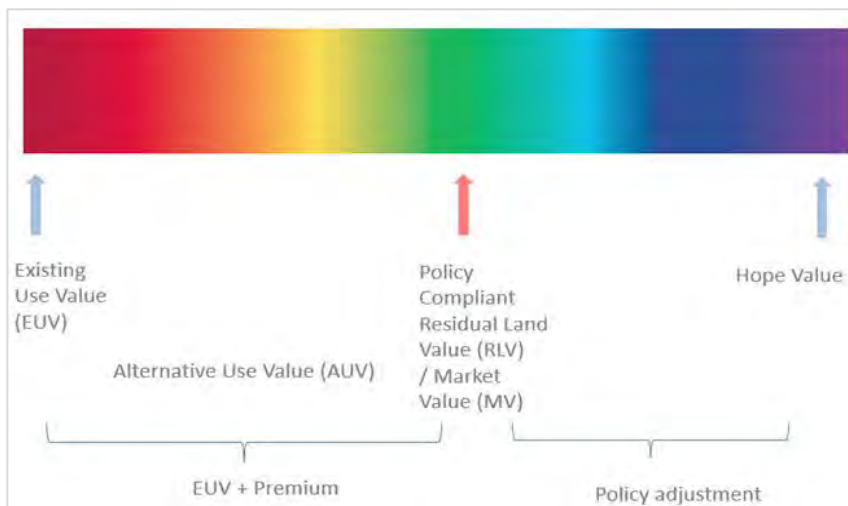 Existing
Use Value
(EUV)
Policy
Compliant
Residual Land
Value (RLV)
/ Market
Value (MV)
Hope Value
Alternative Use Value (AUV)
EUV + Premium
Policy adjustment